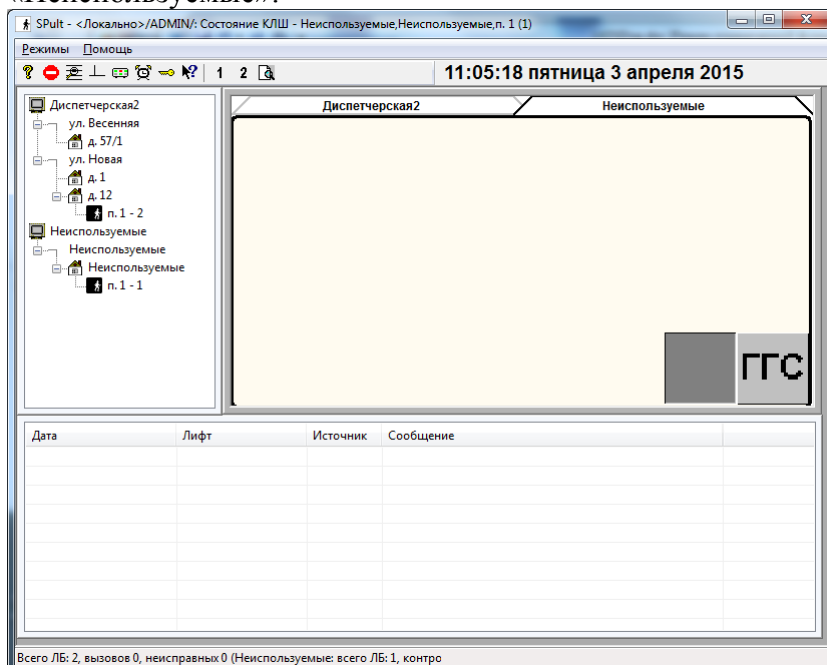 «Неиспользуемые».
SPult - <Локально>/ADMIN/: Состояние КЛШ - Неиспользуемые,Неиспользуемые,п. 1 (1)
Режимы Помощь
1 2 11:05:18 пятница 3 апреля 2015
Диспетчерская2
ул. Весенняя
д. 57/1
ул. Новая
д. 1
д. 12
п. 1 - 2
Неиспользуемые
Неиспользуемые
Неиспользуемые
п. 1 - 1
Диспетчерская2 Неиспользуемые
ГГС
Дата Лифт Источник Сообщение
Всего ЛБ: 2, вызовов 0, неисправных 0 (Неиспользуемые: всего ЛБ: 1, контро